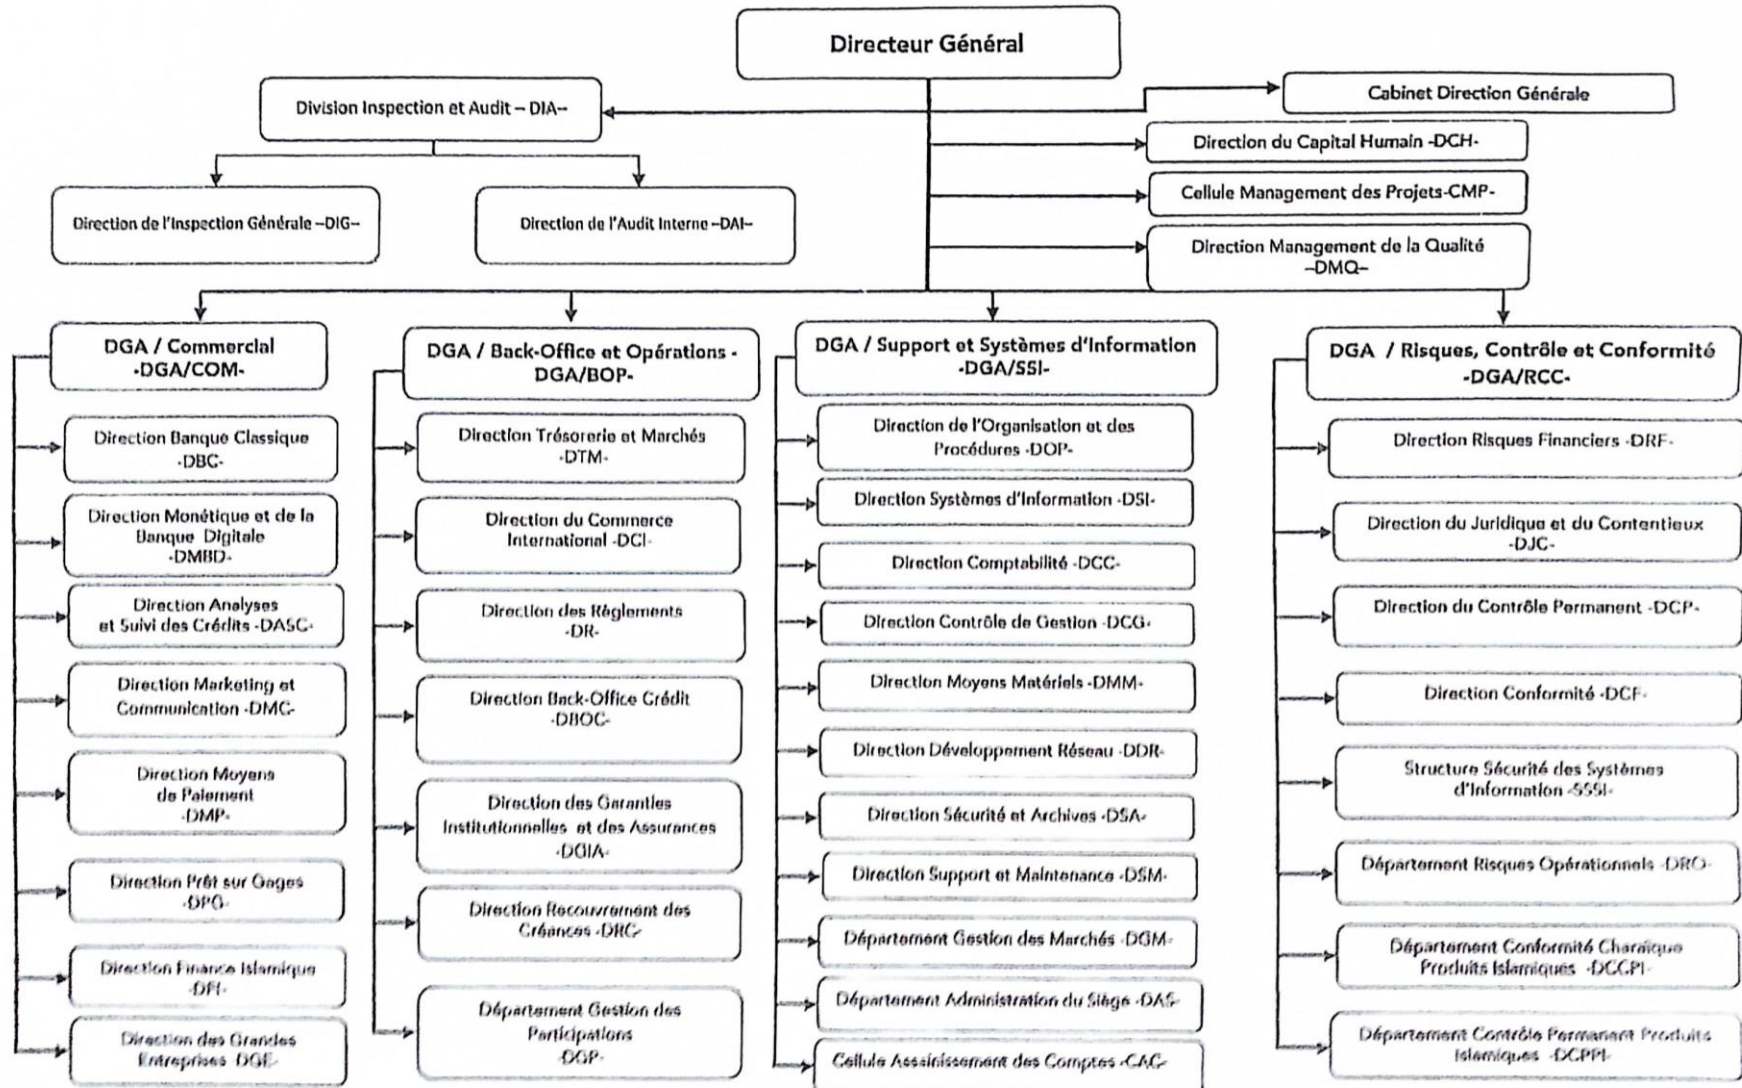 Directeur Général
Division Inspection et Audit – DIA–
Cabinet Direction Générale
Direction du Capital Humain -DCH-
Cellule Management des Projets-CMP-
Direction de l'Inspection Générale –DIG–
Direction de l'Audit Interne –DAI–
Direction Management de la Qualité
–DMQ–
DGA / Commercial
-DGA/COM-
Direction Banque Classique
-DBC-
Direction Monétique et de la
Banque Digitale
-DMBD-
Direction Analyses
et Suivi des Crédits -DASC-
Direction Marketing et
Communication -DMC-
Direction Moyens
de Paiement
-DMP-
Direction Prêt sur Gages
-DPG-
Direction Finance Islamique
-DFI-
Direction des Grandes
Entreprises -DGE-
DGA / Back-Office et Opérations -
DGA/BOP-
Direction Trésorerie et Marchés
-DTM-
Direction du Commerce
International -DCI-
Direction des Règlements
-DR-
Direction Back-Office Crédit
-DBOC-
Direction des Garanties
Institutionnelles et des Assurances
-DGIA-
Direction Recouvrement des
Créances -DRC-
Département Gestion des
Participations
-DGP-
DGA / Support et Systèmes d'Information
-DGA/SSI-
Direction de l'Organisation et des
Procédures -DOP-
Direction Systèmes d'Information -DSI-
Direction Comptabilité -DCC-
Direction Contrôle de Gestion -DCG-
Direction Moyens Matériels -DMM-
Direction Développement Réseau -DDR-
Direction Sécurité et Archives -DSA-
Direction Support et Maintenance -DSM-
Département Gestion des Marchés -DGM-
Département Administration du Siège -DAS-
Cellule Assainissement des Comptes -CAC-
DGA / Risques, Contrôle et Conformité
-DGA/RCC-
Direction Risques Financiers -DRF-
Direction du Juridique et du Contentieux
-DJC-
Direction du Contrôle Permanent -DCP-
Direction Conformité -DCF-
Structure Sécurité des Systèmes
d'Information -SSSI-
Département Risques Opérationnels -DRO-
Département Conformité Charaïque
Produits Islamiques -DCCPI-
Département Contrôle Permanent Produits
Islamiques -DCPPI-